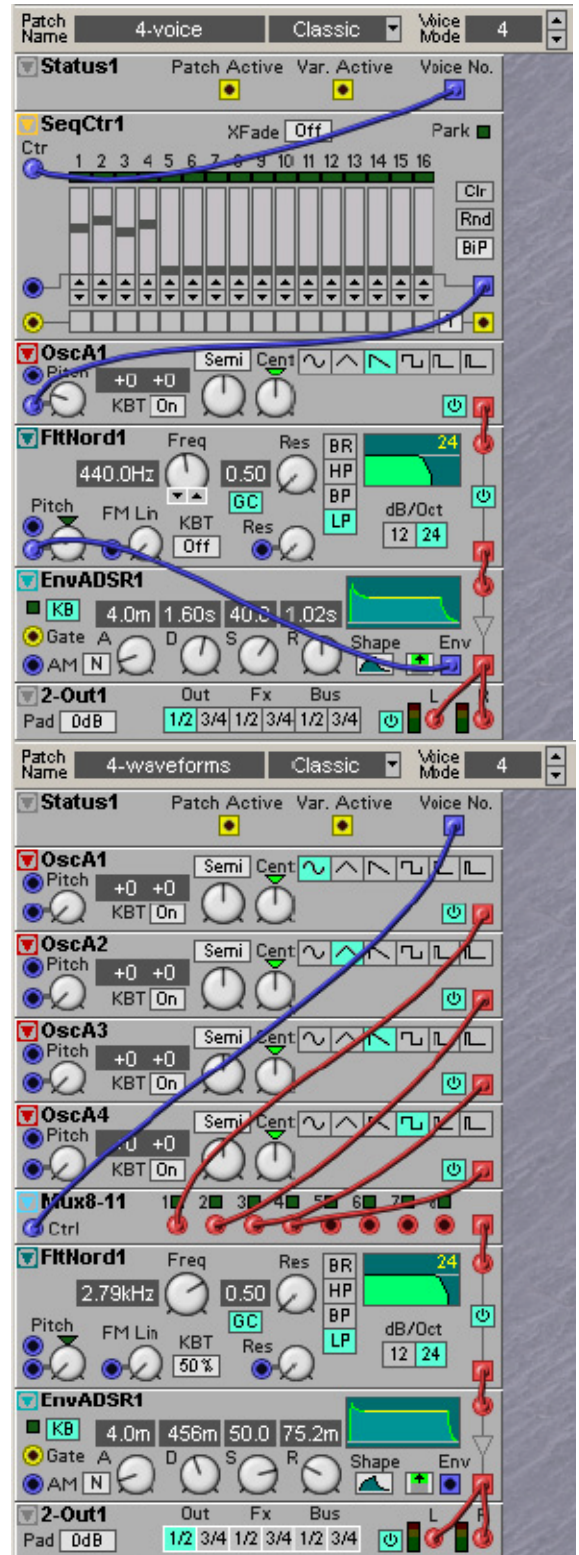 Patch Name 4-voice Classic Voice Mode 4
Status1 Patch Active Var. Active Voice No.
SeqCtr1 XFade Off Park
Ctr 1 2 3 4 5 6 7 8 9 10 11 12 13 14 15 16
Clr
Rnd
BiP
OscA1 Semi Cent
Pitch +0 +0
KBT On
FltNord1 Freq Res BR 24
440.0Hz 0.50 HP
GC BP
Pitch FM Lin KBT Res LP dB/Oct
Off 12 24
EnvADSR1
KB 4.0m 1.60s 40.0 1.02s
Gate A D S R Shape Env
AM N
2-Out1 Out Fx Bus L R
Pad 0dB 1/2 3/4 1/2 3/4 1/2 3/4
Patch Name 4-waveforms Classic Voice Mode 4
Status1 Patch Active Var. Active Voice No.
OscA1 Semi Cent
Pitch +0 +0
KBT On
OscA2 Semi Cent
Pitch +0 +0
KBT On
OscA3 Semi Cent
Pitch +0 +0
KBT On
OscA4 Semi Cent
Pitch +0 +0
KBT On
Mux8-11 1 2 3 4 5 6 7 8
Ctrl
FltNord1 Freq Res BR 24
2.79kHz 0.50 HP
GC BP
Pitch FM Lin KBT Res LP dB/Oct
50% 12 24
EnvADSR1
KB 4.0m 456m 50.0 75.2m
Gate A D S R Shape Env
AM N
2-Out1 Out Fx Bus L R
Pad 0dB 1/2 3/4 1/2 3/4 1/2 3/4